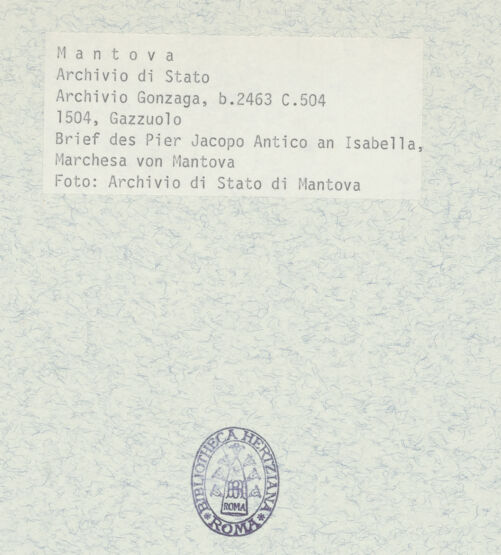 M a n t o v a
Archivio di Stato
Archivio Gonzaga, b.2463 C.504
1504, Gazzuolo
Brief des Pier Jacopo Antico an Isabella,
Marchesa von Mantova
Foto: Archivio di Stato di Mantova
BIBLIOTHECA HERTZIANA
ROMA
*ROMA*